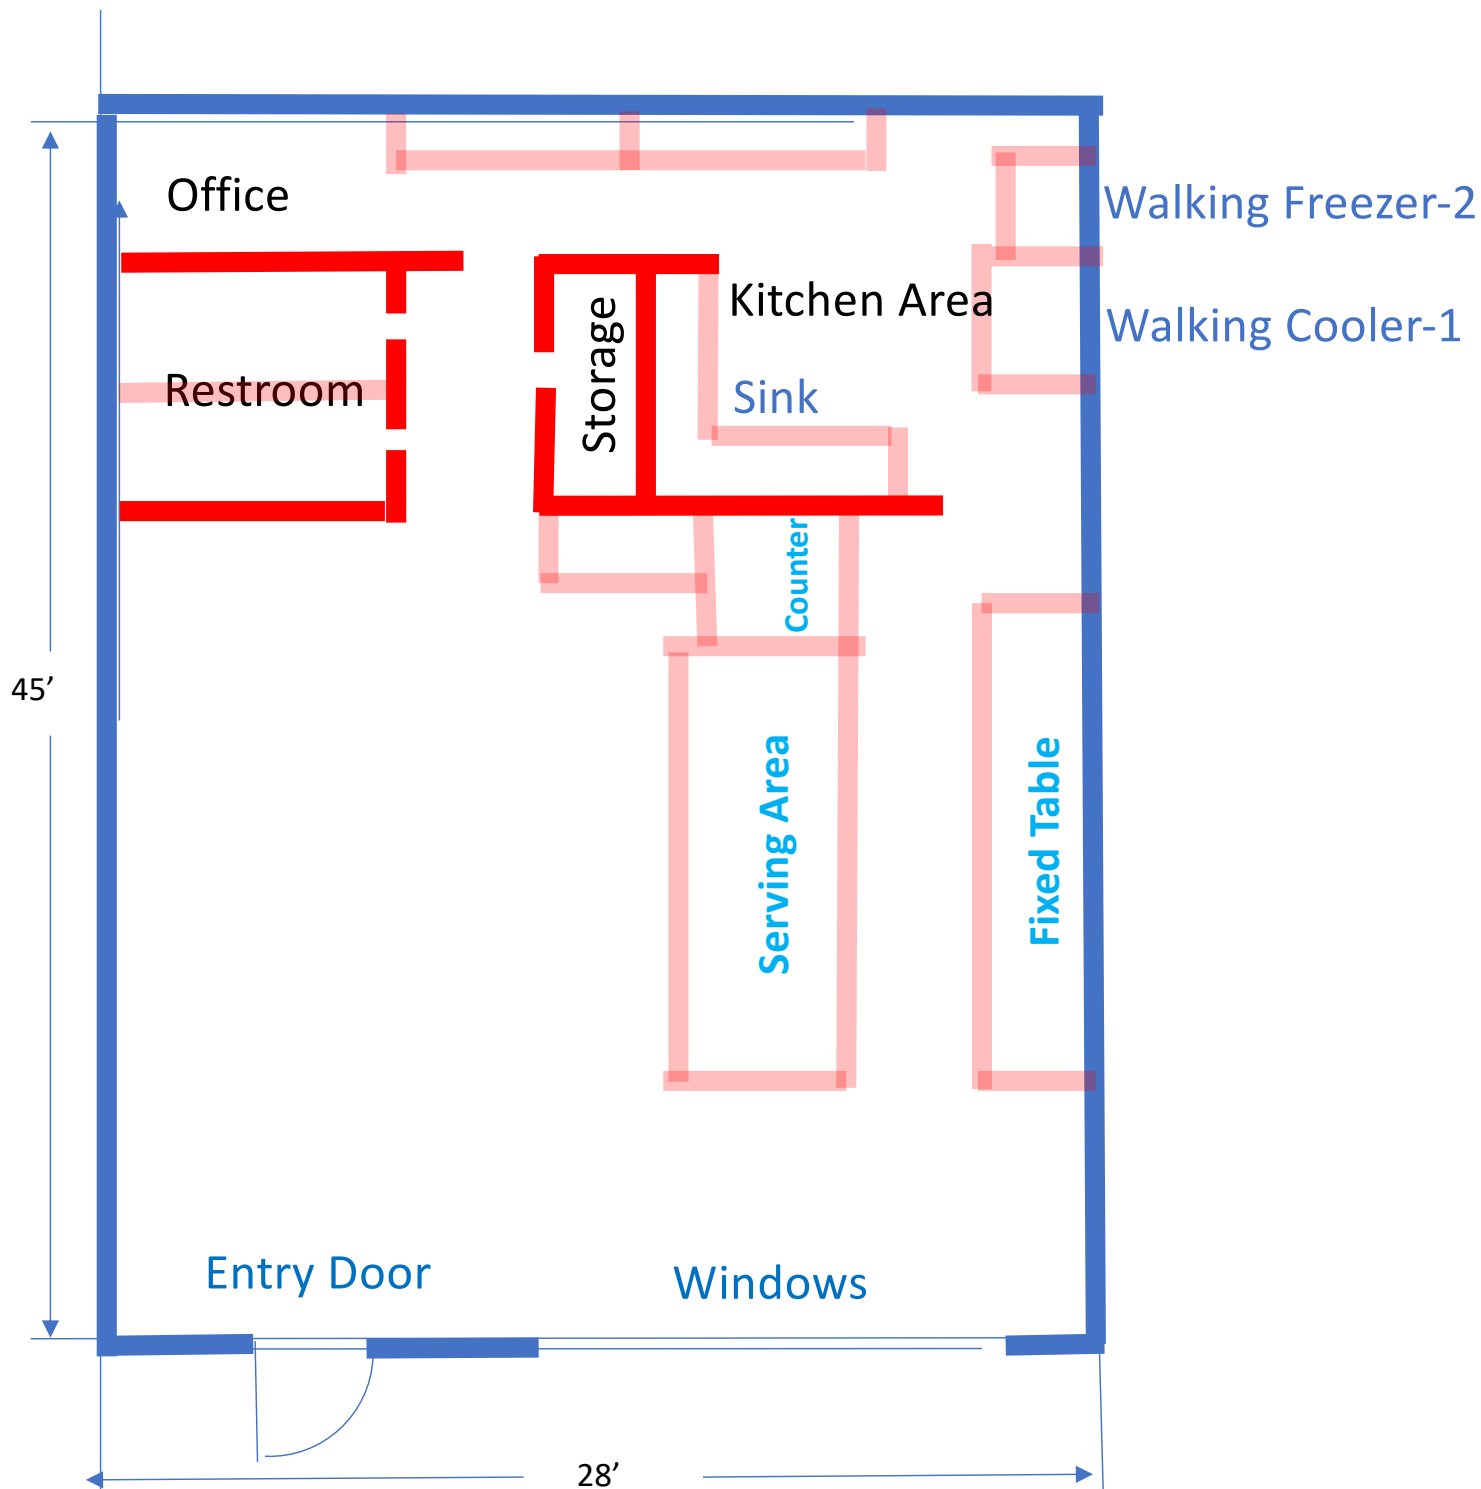 Office
Walking Freezer-2
Kitchen Area
Walking Cooler-1
Storage
Restroom
Sink
Counter
45’
Serving Area
Fixed Table
Entry Door
Windows
28’